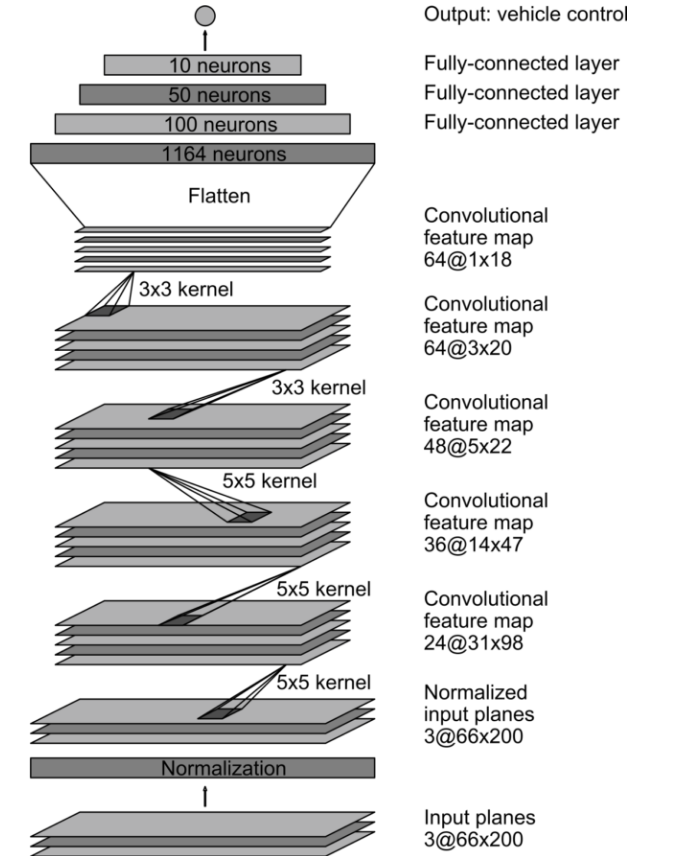 Output: vehicle control
10 neurons
Fully-connected layer
50 neurons
Fully-connected layer
100 neurons
Fully-connected layer
1164 neurons
Flatten
Convolutional
feature map
64@1x18
3x3 kernel
Convolutional
feature map
64@3x20
3x3 kernel
Convolutional
feature map
48@5x22
5x5 kernel
Convolutional
feature map
36@14x47
5x5 kernel
Convolutional
feature map
24@31x98
5x5 kernel
Normalized
input planes
3@66x200
Normalization
Input planes
3@66x200